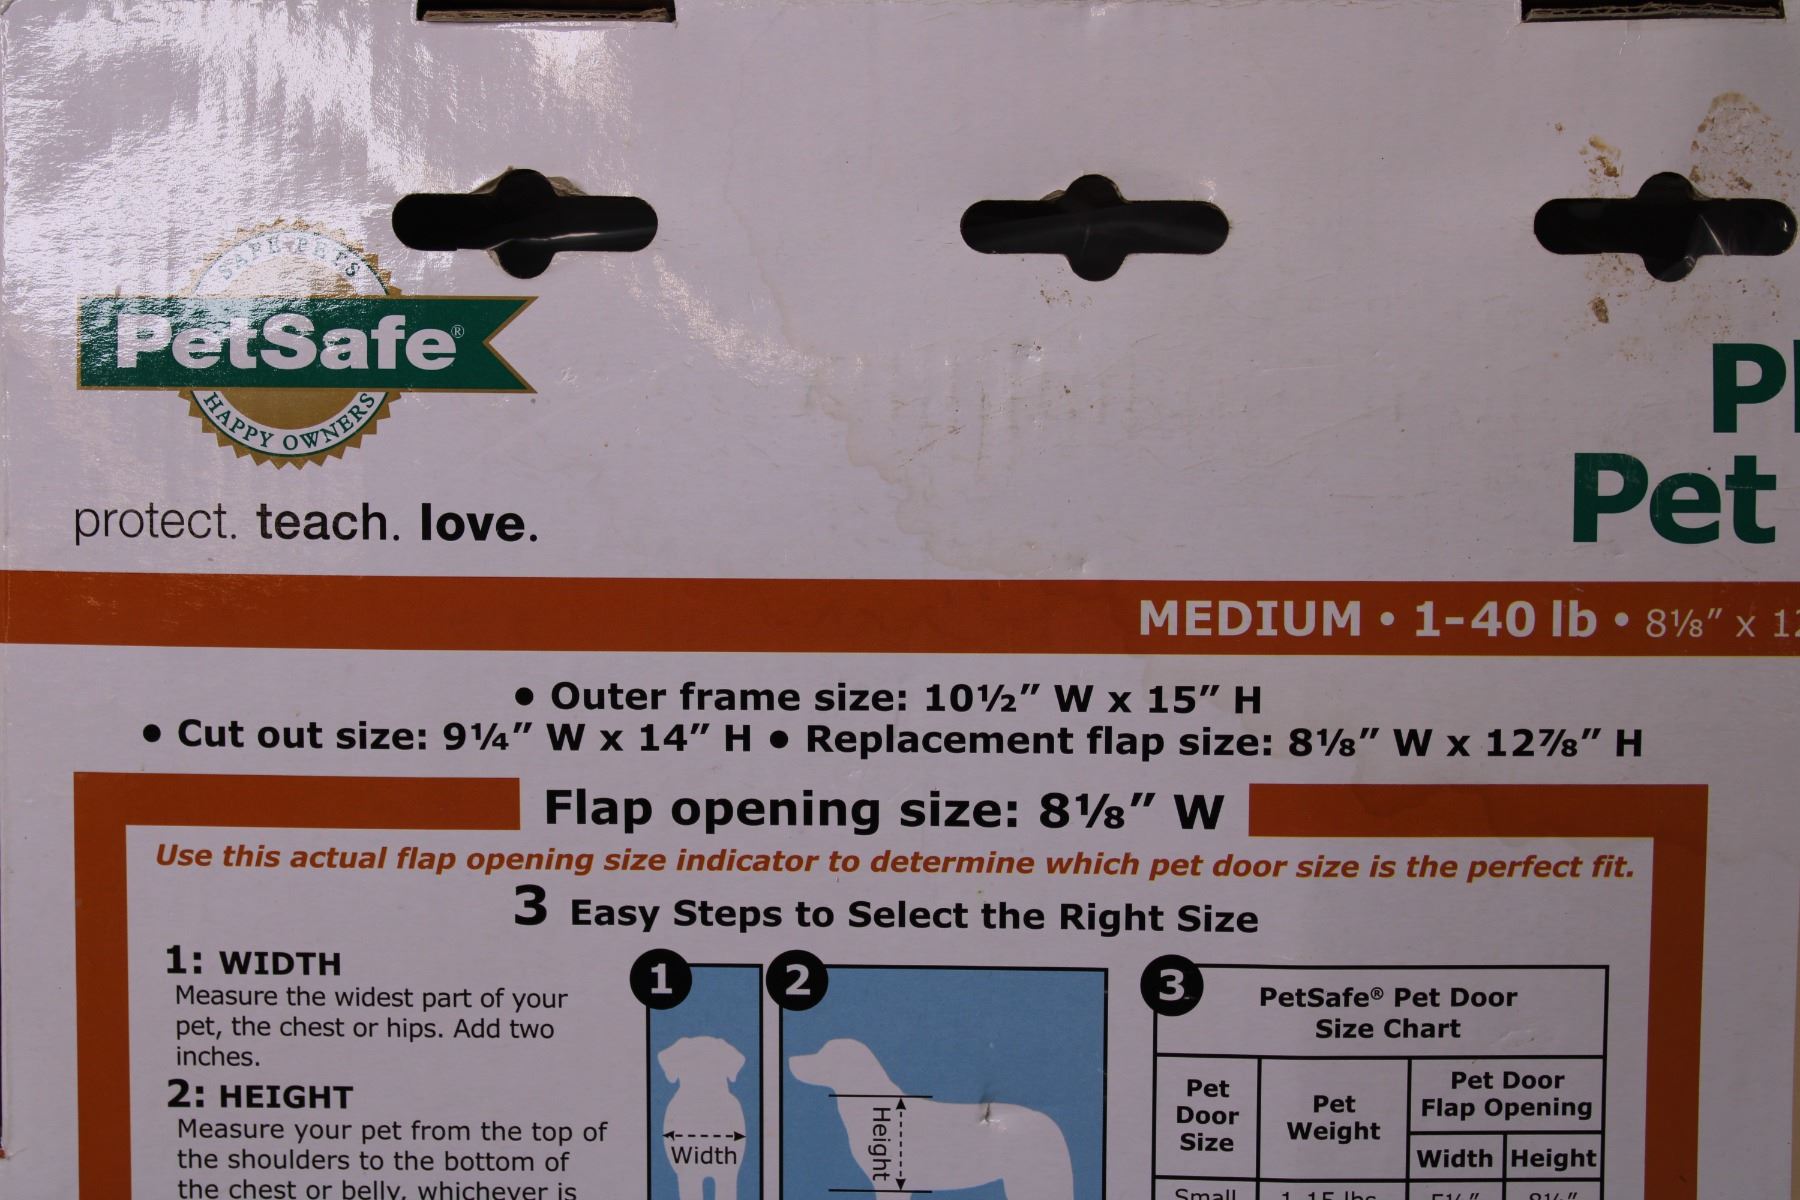 SAFE PETS
PetSafe®
HAPPY OWNERS
protect. teach. love.
Pet
MEDIUM • 1-40 lb • 8⅛" x
• Outer frame size: 10½" W x 15" H
• Cut out size: 9¼" W x 14" H • Replacement flap size: 8⅛" W x 12⅞" H
Flap opening size: 8⅛" W
Use this actual flap opening size indicator to determine which pet door size is the perfect fit.
3 Easy Steps to Select the Right Size
1: WIDTH
Measure the widest part of your
pet, the chest or hips. Add two
inches.
2: HEIGHT
Measure your pet from the top of
the shoulders to the bottom of
the chest or belly, whichever is
1
Width
2
Height
3
PetSafe® Pet Door
Size Chart
Pet
Door
Size
Pet
Weight
Pet Door
Flap Opening
Width Height
Small 1-15 lbs